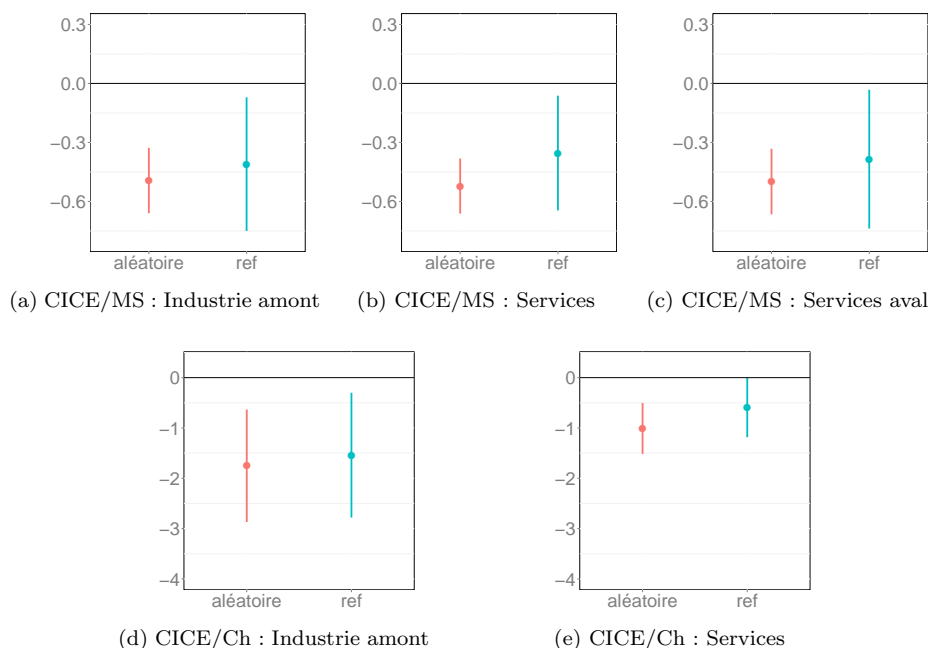 0.3
0.0
−0.3
−0.6
aléatoire ref
(a) CICE/MS : Industrie amont
0.3
0.0
−0.3
−0.6
aléatoire ref
(b) CICE/MS : Services
0.3
0.0
−0.3
−0.6
aléatoire ref
(c) CICE/MS : Services aval
0
−1
−2
−3
−4
aléatoire ref
(d) CICE/Ch : Industrie amont
0
−1
−2
−3
−4
aléatoire ref
(e) CICE/Ch : Services